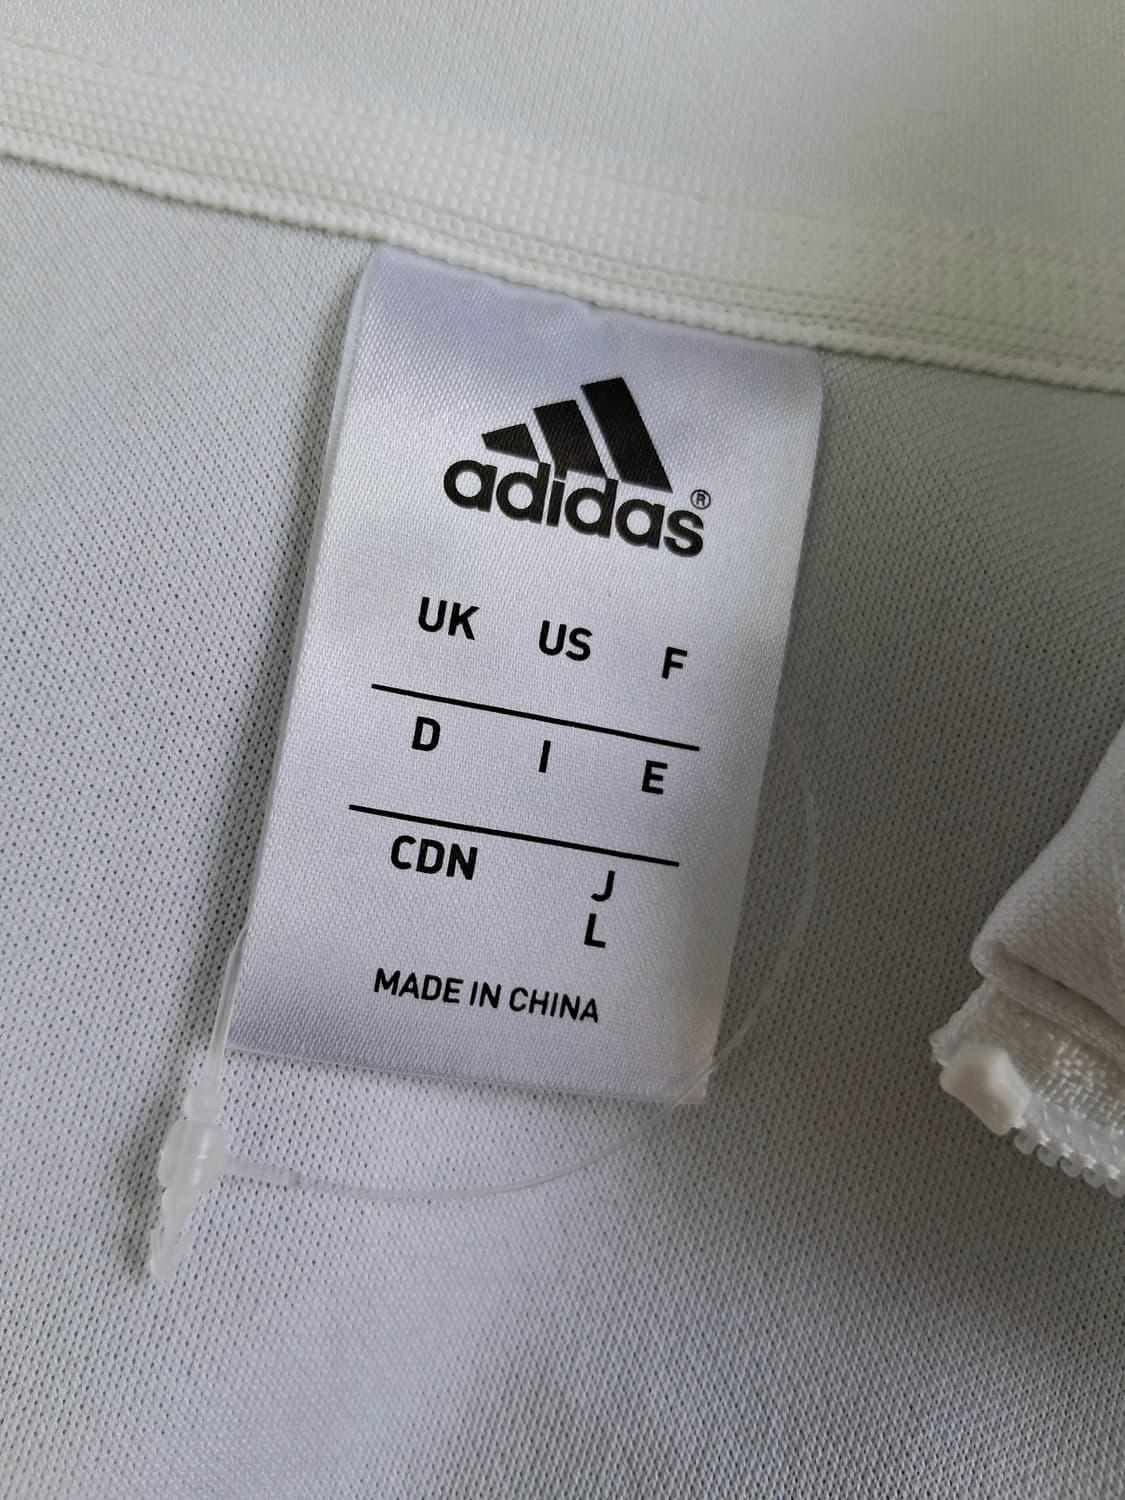 adidas®
UK US F
D I E
CDN J
L
MADE IN CHINA